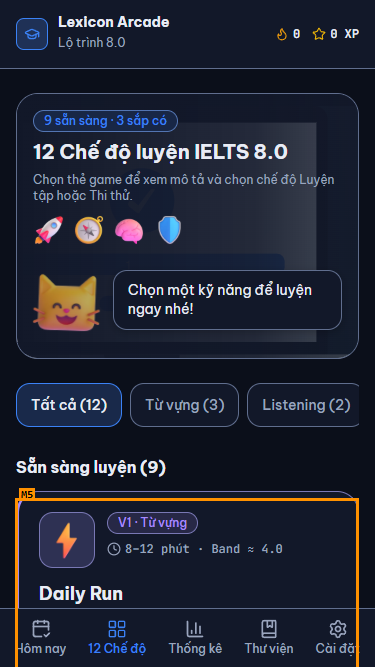 Lexicon Arcade
Lộ trình 8.0
0
0 XP
9 sẵn sàng · 3 sắp có
12 Chế độ luyện IELTS 8.0
Chọn thẻ game để xem mô tả và chọn chế độ Luyện
tập hoặc Thi thử.
Chọn một kỹ năng để luyện
ngay nhé!
Tất cả (12)
Từ vựng (3)
Listening (2)
Sẵn sàng luyện (9)
M5
V1 · Từ vựng
8–12 phút · Band ≈ 4.0
Daily Run
Hôm nay
12 Chế độ
Thống kê
Thư viện
Cài đặt